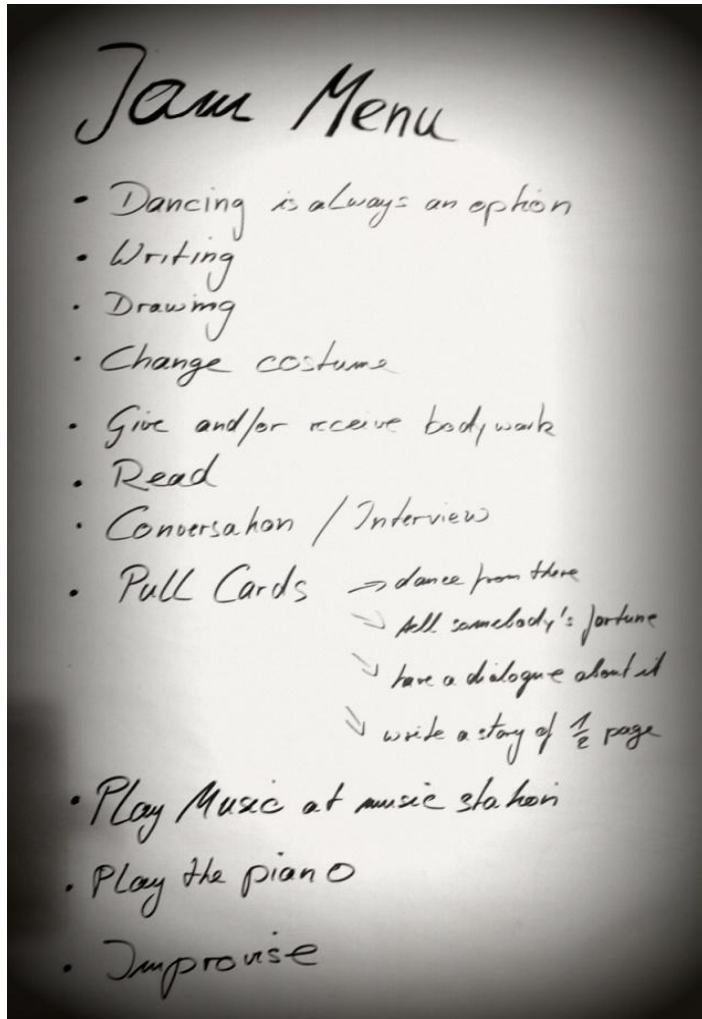 Jam Menu
• Dancing is always an option
• Writing
• Drawing
• Change costume
• Give and/or receive bodywork
• Read
• Conversation / Interview
• Pull Cards → dance from there
↘ tell somebody's fortune
↘ have a dialogue about it
↘ write a story of 1/2 page
• Play Music at music station
• Play the piano
• Improvise